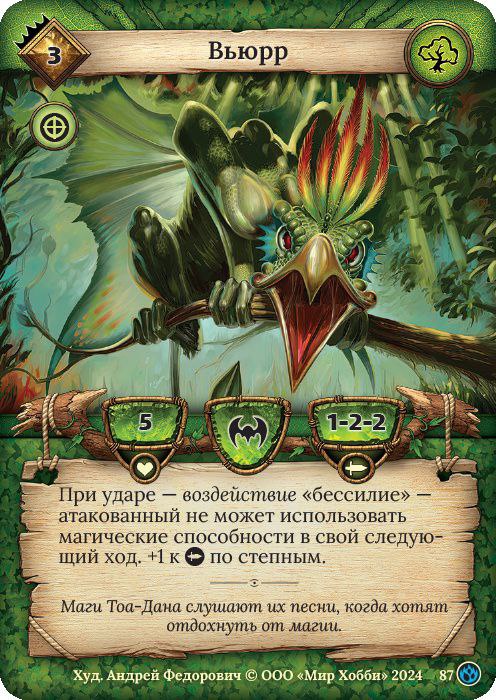 3
Вьюрр
5
1-2-2
При ударе — воздействие «бессилие» —
атакованный не может использовать
магические способности в свой следую-
щий ход. +1 к по степным.
Маги Тоа-Дана слушают их песни, когда хотят
отдохнуть от магии.
Худ. Андрей Федорович © ООО «Мир Хобби» 2024 87